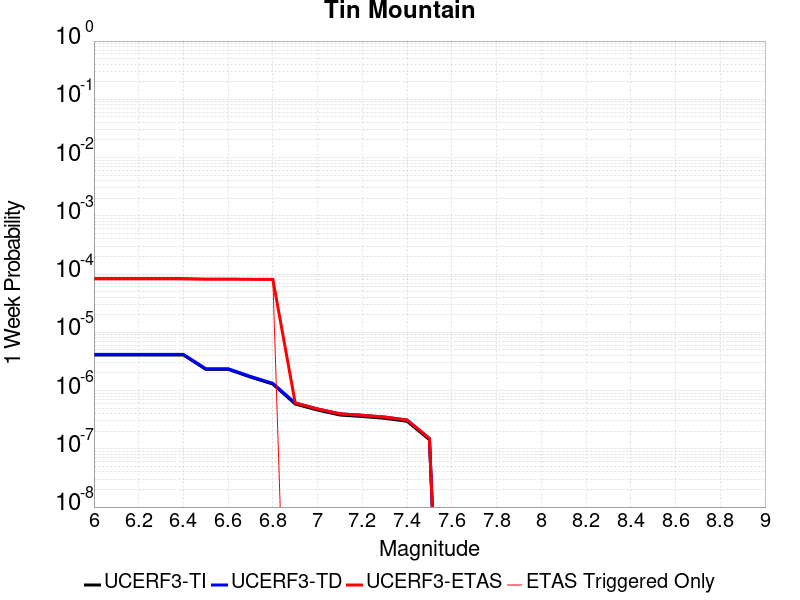 Tin Mountain
10^0
10^-1
10^-2
10^-3
10^-4
10^-5
10^-6
10^-7
10^-8
1 Week Probability
6 6.2 6.4 6.6 6.8 7 7.2 7.4 7.6 7.8 8 8.2 8.4 8.6 8.8 9
Magnitude
UCERF3-TI UCERF3-TD UCERF3-ETAS ETAS Triggered Only